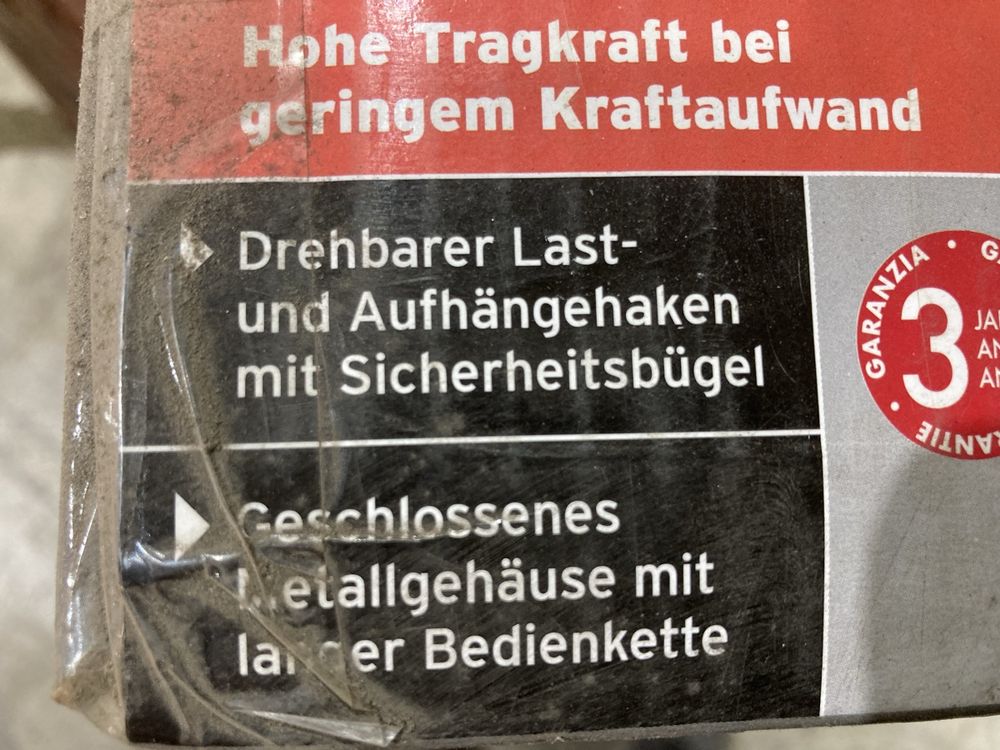 Hohe Tragkraft bei
geringem Kraftaufwand
Drehbarer Last-
und Aufhängehaken
mit Sicherheitsbügel
Geschlossenes
Metallgehäuse mit
langer Bedienkette
GARANZIA
3